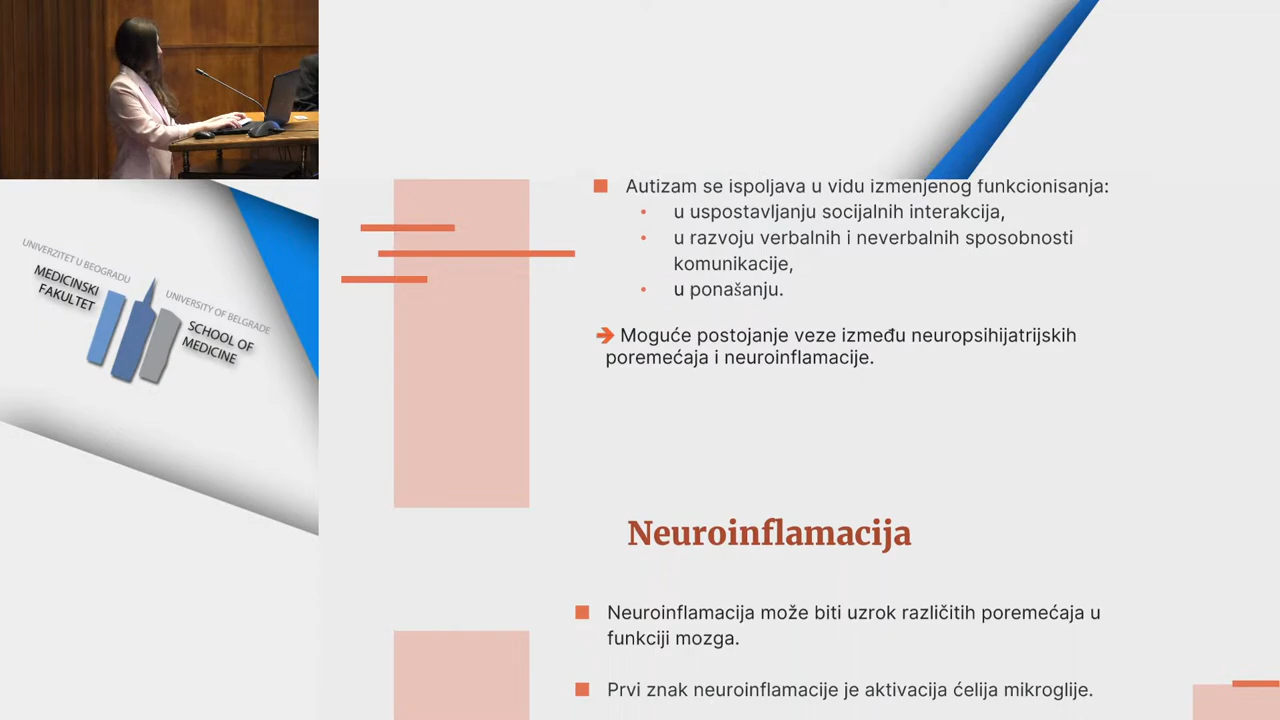 UNIVERZITET U BEOGRADU
MEDICINSKI
FAKULTET
UNIVERSITY OF BELGRADE
SCHOOL OF
MEDICINE
Autizam se ispoljava u vidu izmenjenog funkcionisanja:
u uspostavljanju socijalnih interakcija,
u razvoju verbalnih i neverbalnih sposobnosti
komunikacije,
u ponašanju.
Moguće postojanje veze između neuropsihijatrijskih
poremećaja i neuroinflamacije.
Neuroinflamacija
Neuroinflamacija može biti uzrok različitih poremećaja u
funkciji mozga.
Prvi znak neuroinflamacije je aktivacija ćelija mikroglije.